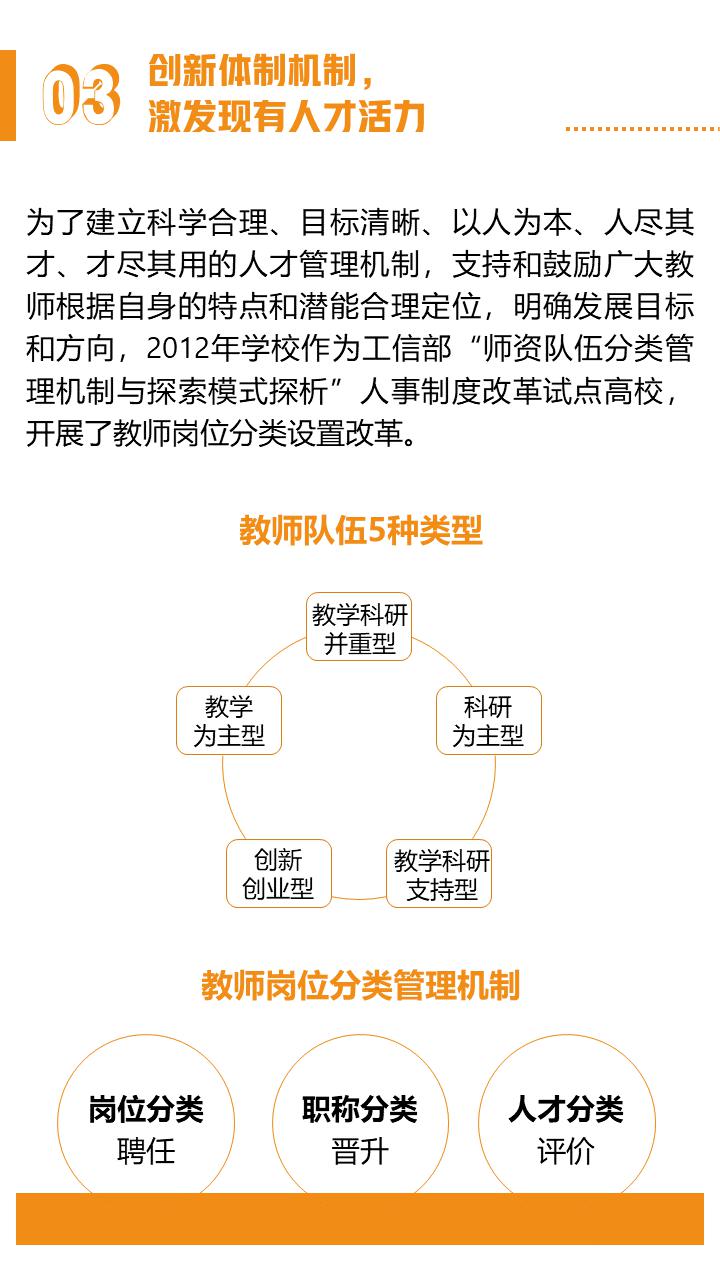 03
创新体制机制，
激发现有人才活力
为了建立科学合理、目标清晰、以人为本、人尽其
才、才尽其用的人才管理机制，支持和鼓励广大教
师根据自身的特点和潜能合理定位，明确发展目标
和方向，2012年学校作为工信部“师资队伍分类管
理机制与探索模式探析”人事制度改革试点高校，
开展了教师岗位分类设置改革。
教师队伍5种类型
教学科研
并重型
教学
为主型
科研
为主型
创新
创业型
教学科研
支持型
教师岗位分类管理机制
岗位分类
聘任
职称分类
晋升
人才分类
评价